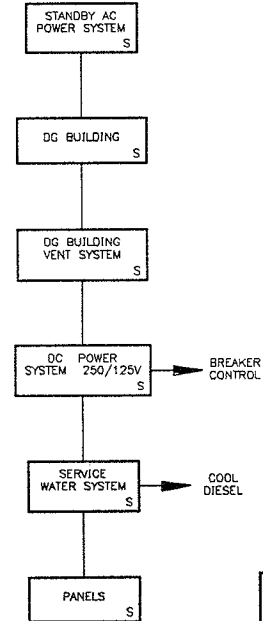 STANDBY AC
POWER SYSTEM
S
DG BUILDING
S
DG BUILDING
VENT SYSTEM
S
DC POWER
SYSTEM 250/125V
S
BREAKER
CONTROL
SERVICE
WATER SYSTEM
S
COOL
DIESEL
PANELS
S